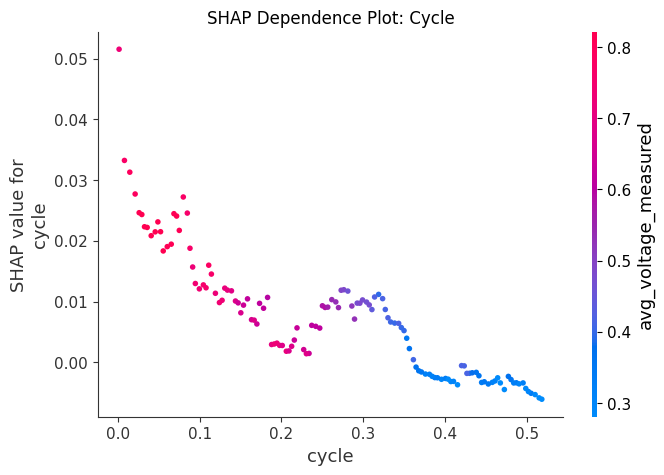 SHAP Dependence Plot: Cycle
0.05
0.04
0.03
0.02
0.01
0.00
SHAP value for
cycle
0.0 0.1 0.2 0.3 0.4 0.5
cycle
0.8
0.7
0.6
0.5
0.4
0.3
avg_voltage_measured